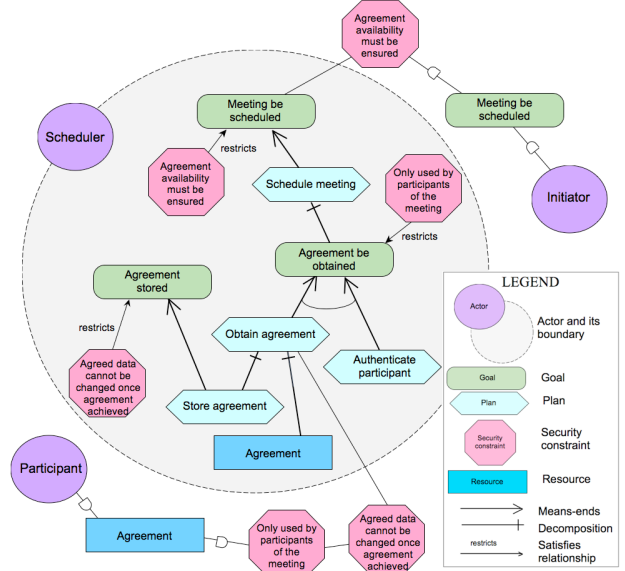 Agreement
availability
must be
ensured
Meeting be
scheduled
Meeting be
scheduled
Scheduler
restricts
Agreement
availability
must be
ensured
Schedule meeting
Only used by
participants
of the
meeting
Initiator
restricts
Agreement be
obtained
Agreement
stored
restricts
Obtain agreement
Authenticate
participant
Agreed data
cannot be
changed once
agreement
achieved
Store agreement
Agreement
Participant
Agreement
Only used by
participants
of the
meeting
Agreed data
cannot be
changed once
agreement
achieved
LEGEND
Actor
Actor and its
boundary
Goal
Goal
Plan
Plan
Security
constraint
Security
constraint
Resource
Resource
Means-ends
Decomposition
restricts
Satisfies
relationship